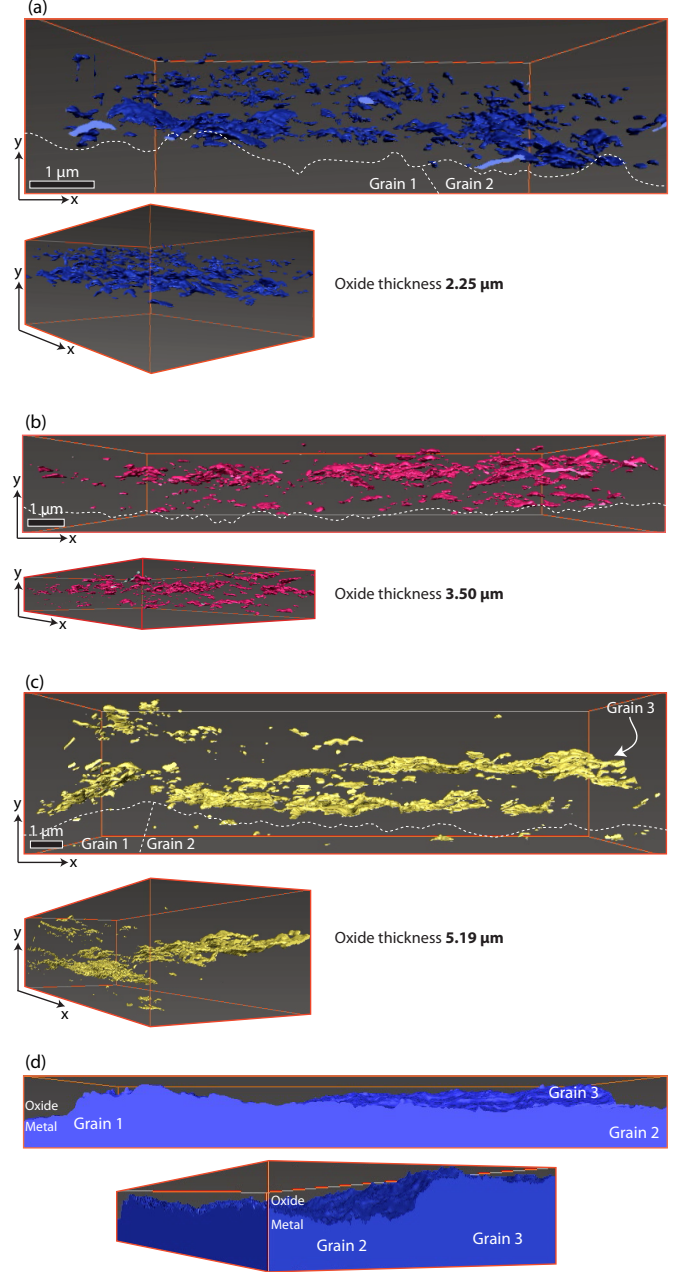 (a)
y
1 μm
x
Grain 1
Grain 2
y
x
Oxide thickness 2.25 μm
(b)
y
1 μm
x
y
x
Oxide thickness 3.50 μm
(c)
Grain 3
y
1 μm
Grain 1
Grain 2
x
y
x
Oxide thickness 5.19 μm
(d)
Oxide
Metal
Grain 1
Grain 3
Grain 2
Oxide
Metal
Grain 2
Grain 3